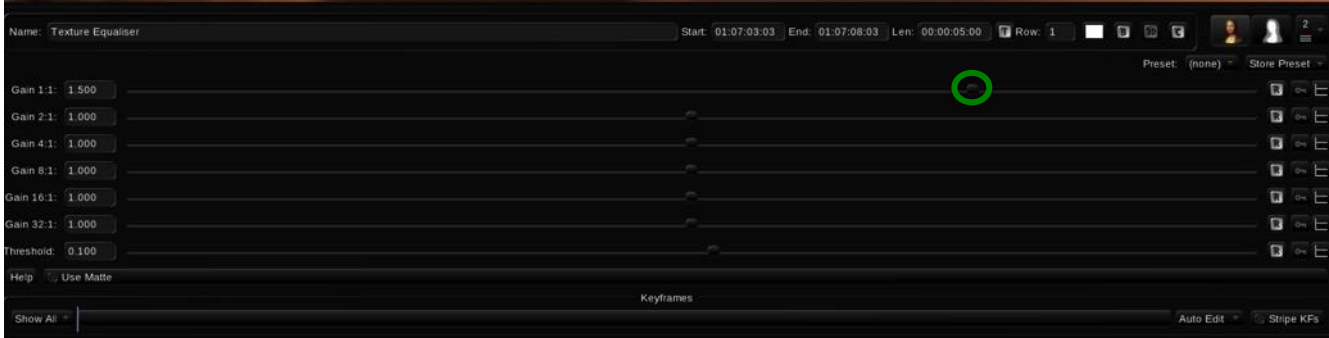 Name: Texture Equaliser Start: 01:07:03:03 End: 01:07:08:03 Len: 00:00:05:00 T Row: 1 2
Preset: (none) Store Preset
Gain 1:1: 1.500 R
Gain 2:1: 1.000 R
Gain 4:1: 1.000 R
Gain 8:1: 1.000 R
Gain 16:1: 1.000 R
Gain 32:1: 1.000 R
Threshold: 0.100 R
Help Use Matte
Keyframes
Show All Auto Edit Stripe KFs